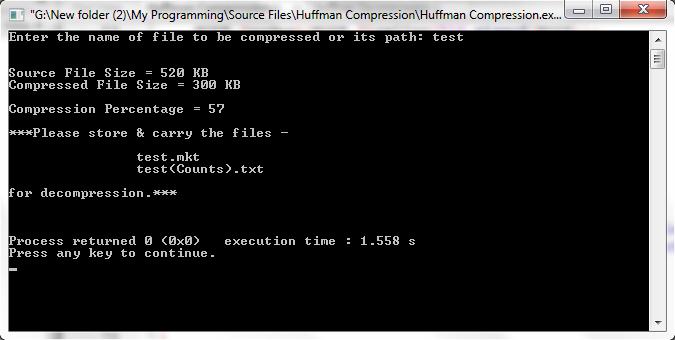 "G:\New folder (2)\My Programming\Source Files\Huffman Compression\Huffman Compression.ex...
Enter the name of file to be compressed or its path: test
Source File Size = 520 KB
Compressed File Size = 300 KB
Compression Percentage = 57
***Please store & carry the files -
test.mkt
test(Counts).txt
for decompression.***
Process returned 0 (0x0)   execution time : 1.558 s
Press any key to continue.